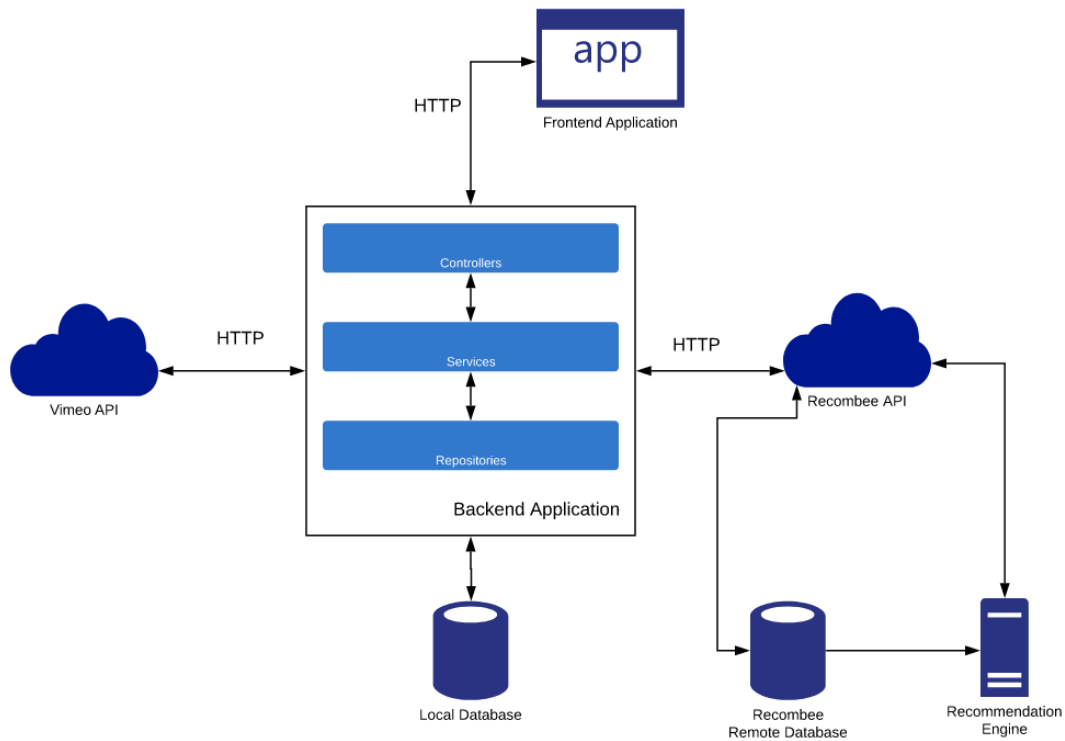 app
Frontend Application
HTTP
Controllers
Services
Repositories
Backend Application
HTTP
Vimeo API
HTTP
Recombee API
Local Database
Recombee
Remote Database
Recommendation
Engine